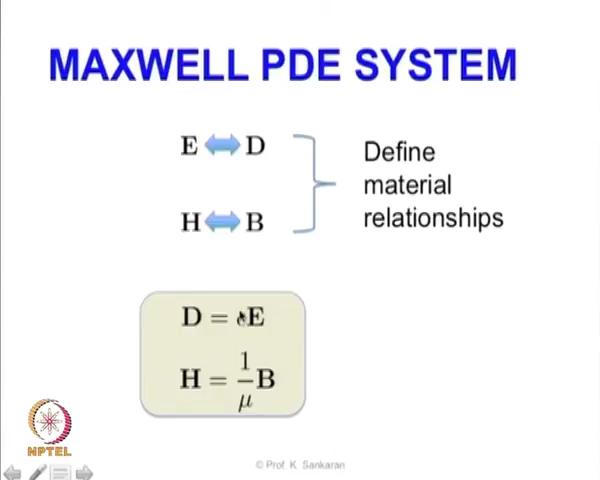 MAXWELL PDE SYSTEM
E ⇔ D
H ⇔ B
Define
material
relationships
D = ϵE
H = 1/μ B
NPTEL
© Prof. K. Sankaran